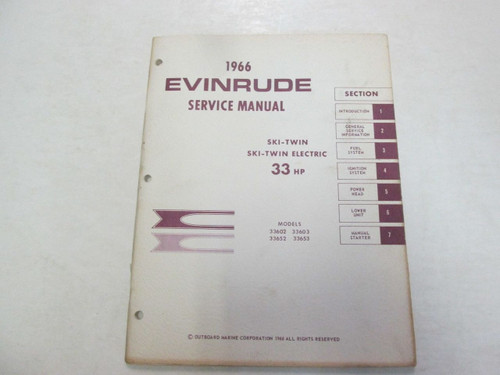 1966
EVINRUDE
SERVICE MANUAL
SKI-TWIN
SKI-TWIN ELECTRIC
33 HP
MODELS
33602 33603
33652 33653
SECTION
INTRODUCTION 1
GENERAL
SERVICE
INFORMATION 2
FUEL
SYSTEM 3
IGNITION
SYSTEM 4
POWER
HEAD 5
LOWER
UNIT 6
MANUAL
STARTER 7
© OUTBOARD MARINE CORPORATION 1966 ALL RIGHTS RESERVED